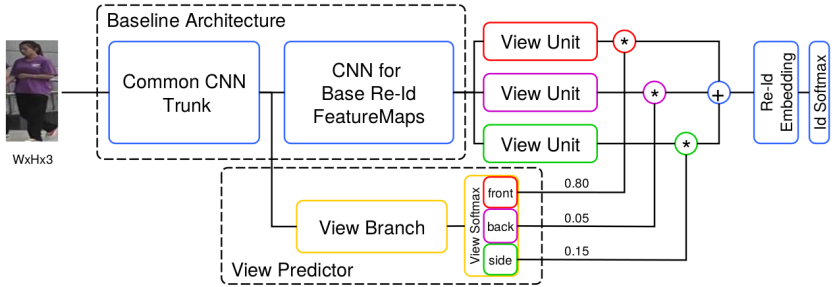 Baseline Architecture
Common CNN
Trunk
CNN for
Base Re-Id
FeatureMaps
View Unit
*
View Unit
*
+
View Unit
*
Re-Id
Embedding
Id Softmax
WxHx3
View Branch
View Softmax
front
0.80
back
0.05
side
0.15
View Predictor